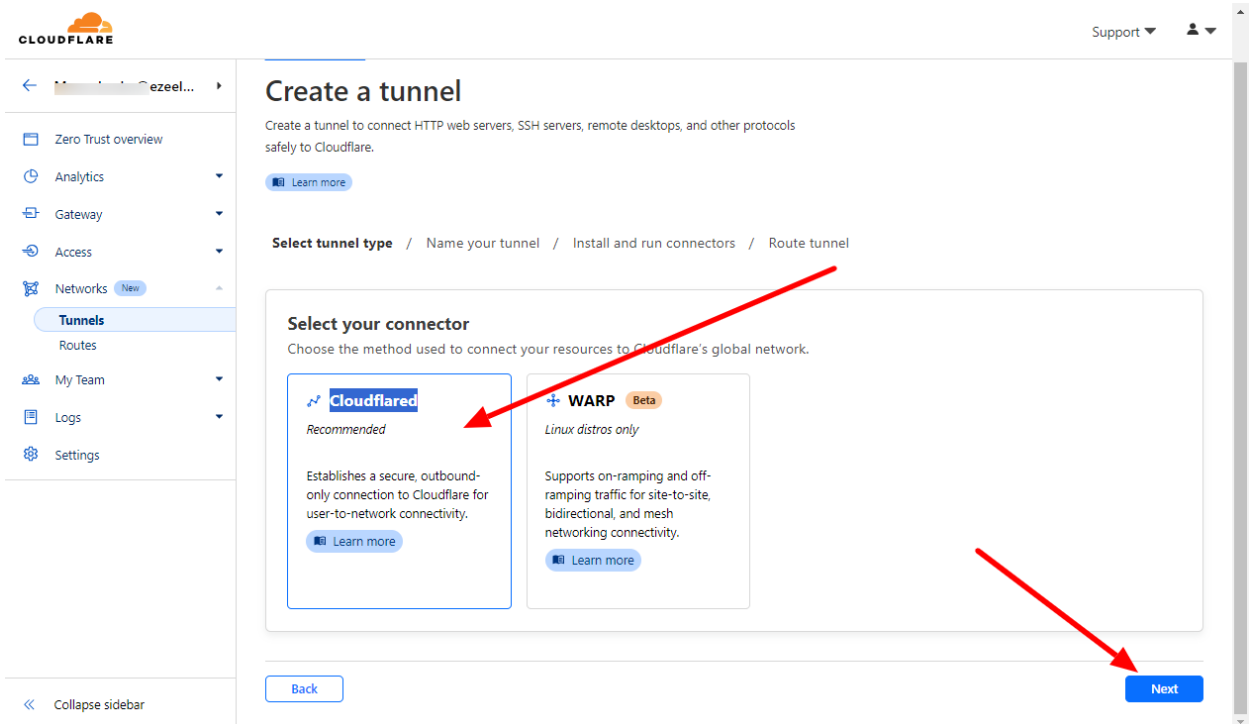 CLOUDFLARE
Support
ezeel...
Zero Trust overview
Analytics
Gateway
Access
Networks New
Tunnels
Routes
My Team
Logs
Settings
Collapse sidebar
Create a tunnel
Create a tunnel to connect HTTP web servers, SSH servers, remote desktops, and other protocols
safely to Cloudflare.
Learn more
Select tunnel type / Name your tunnel / Install and run connectors / Route tunnel
Select your connector
Choose the method used to connect your resources to Cloudflare's global network.
Cloudflared
Recommended
Establishes a secure, outbound-
only connection to Cloudflare for
user-to-network connectivity.
Learn more
WARP Beta
Linux distros only
Supports on-ramping and off-
ramping traffic for site-to-site,
bidirectional, and mesh
networking connectivity.
Learn more
Back
Next